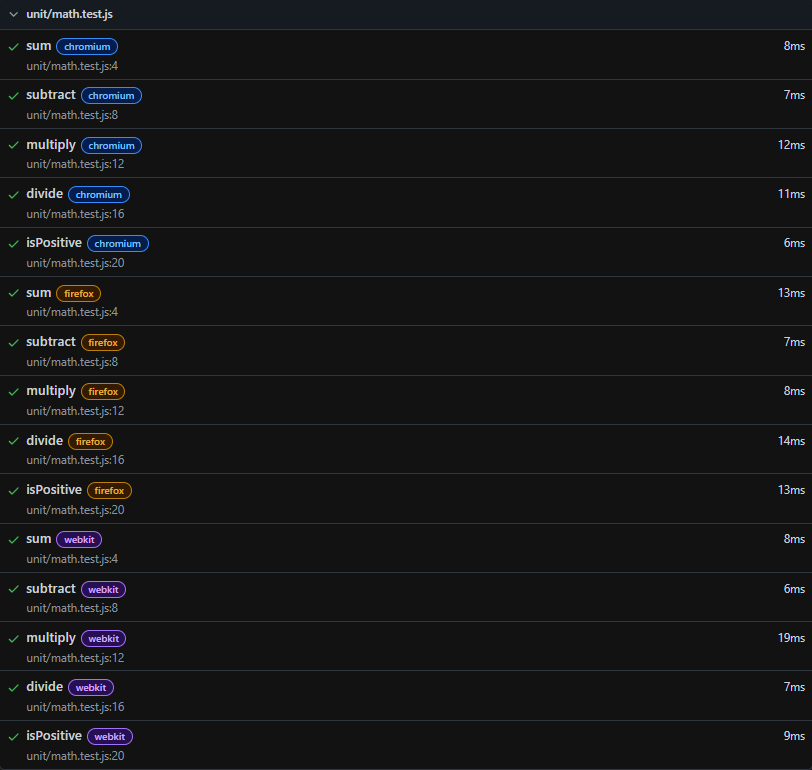 unit/math.test.js
sum chromium 8ms
unit/math.test.js:4
subtract chromium 7ms
unit/math.test.js:8
multiply chromium 12ms
unit/math.test.js:12
divide chromium 11ms
unit/math.test.js:16
isPositive chromium 6ms
unit/math.test.js:20
sum firefox 13ms
unit/math.test.js:4
subtract firefox 7ms
unit/math.test.js:8
multiply firefox 8ms
unit/math.test.js:12
divide firefox 14ms
unit/math.test.js:16
isPositive firefox 13ms
unit/math.test.js:20
sum webkit 8ms
unit/math.test.js:4
subtract webkit 6ms
unit/math.test.js:8
multiply webkit 19ms
unit/math.test.js:12
divide webkit 7ms
unit/math.test.js:16
isPositive webkit 9ms
unit/math.test.js:20